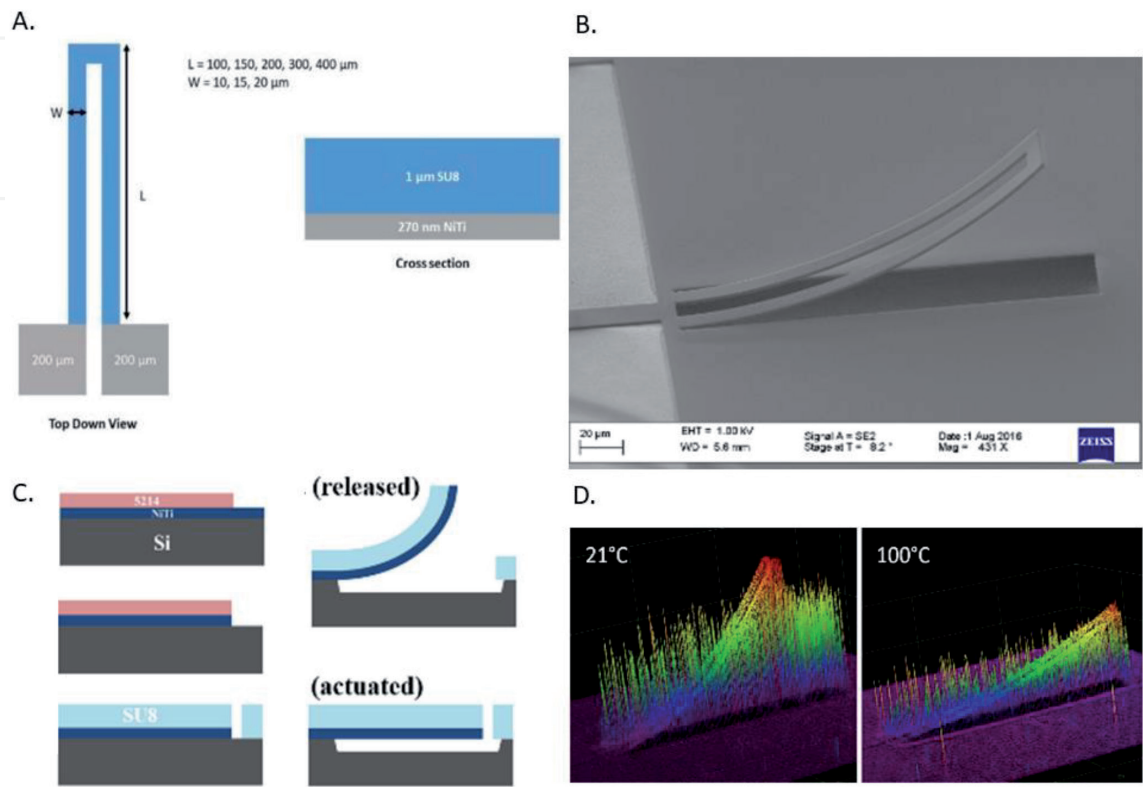 A.
L = 100, 150, 200, 300, 400 µm
W = 10, 15, 20 µm
W
L
1 µm SU8
270 nm NiTi
Cross section
200 µm
200 µm
Top Down View
B.
20 µm
EHT = 1.00 kV
WD = 5.6 mm
Signal A = SE2
Stage at T = 8.2 °
Date :1 Aug 2016
Mag = 431 X
ZEISS
C.
5214
NiTi
Si
SU8
(released)
(actuated)
D.
21°C
100°C